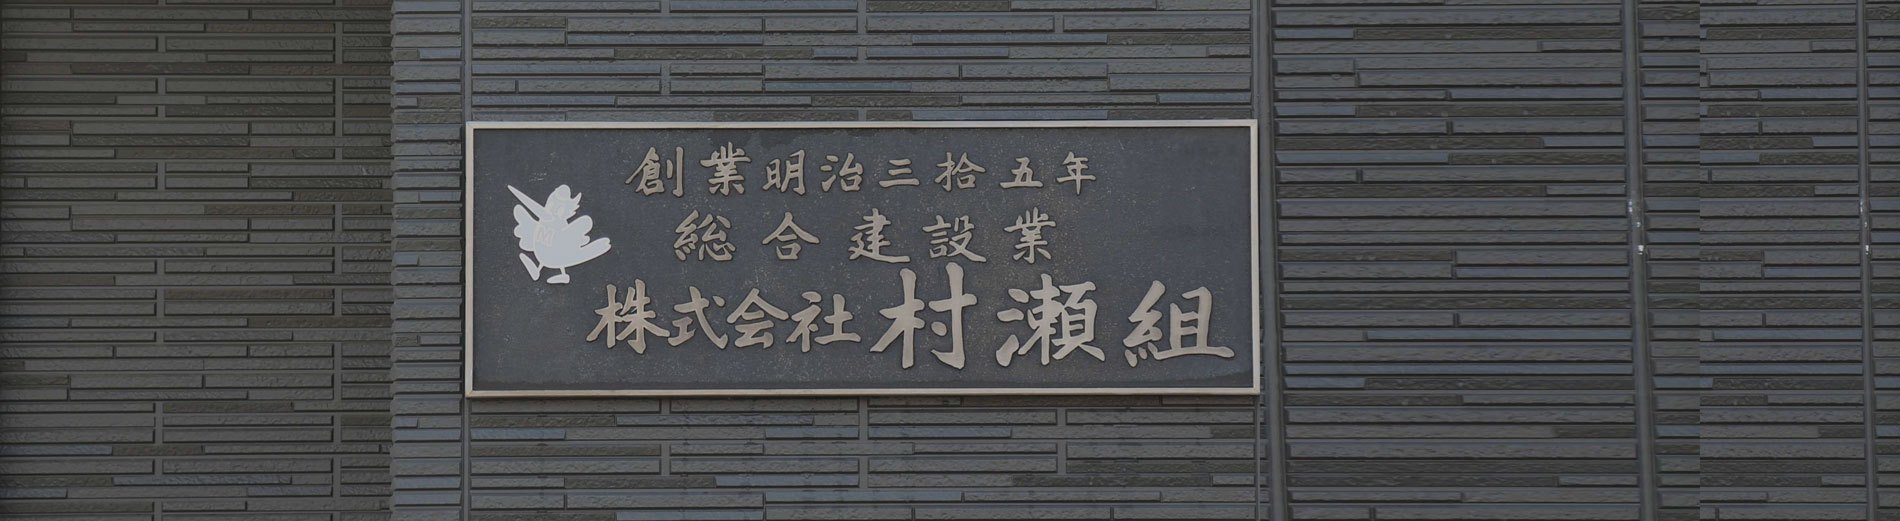 創業明治三拾五年
総合建設業
株式会社村瀬組